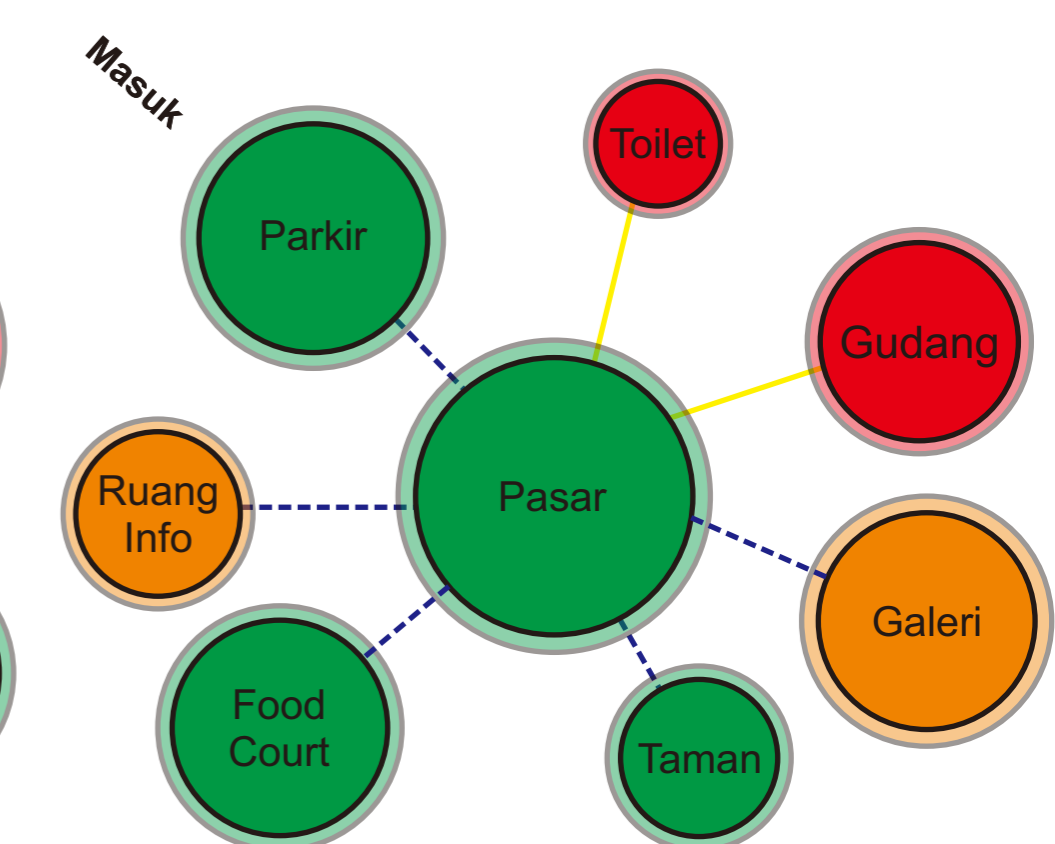 Masuk
Toilet
Parkir
Gudang
Ruang
Info
Pasar
Galeri
Food
Court
Taman